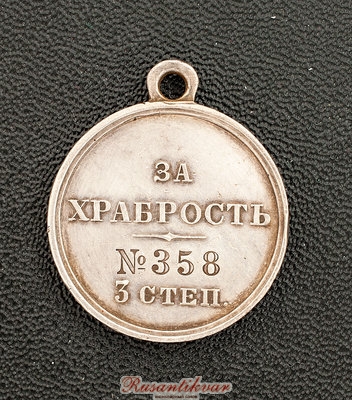 ЗА
ХРАБРОСТЬ
№358
3 СТЕП.
Rusantikvar